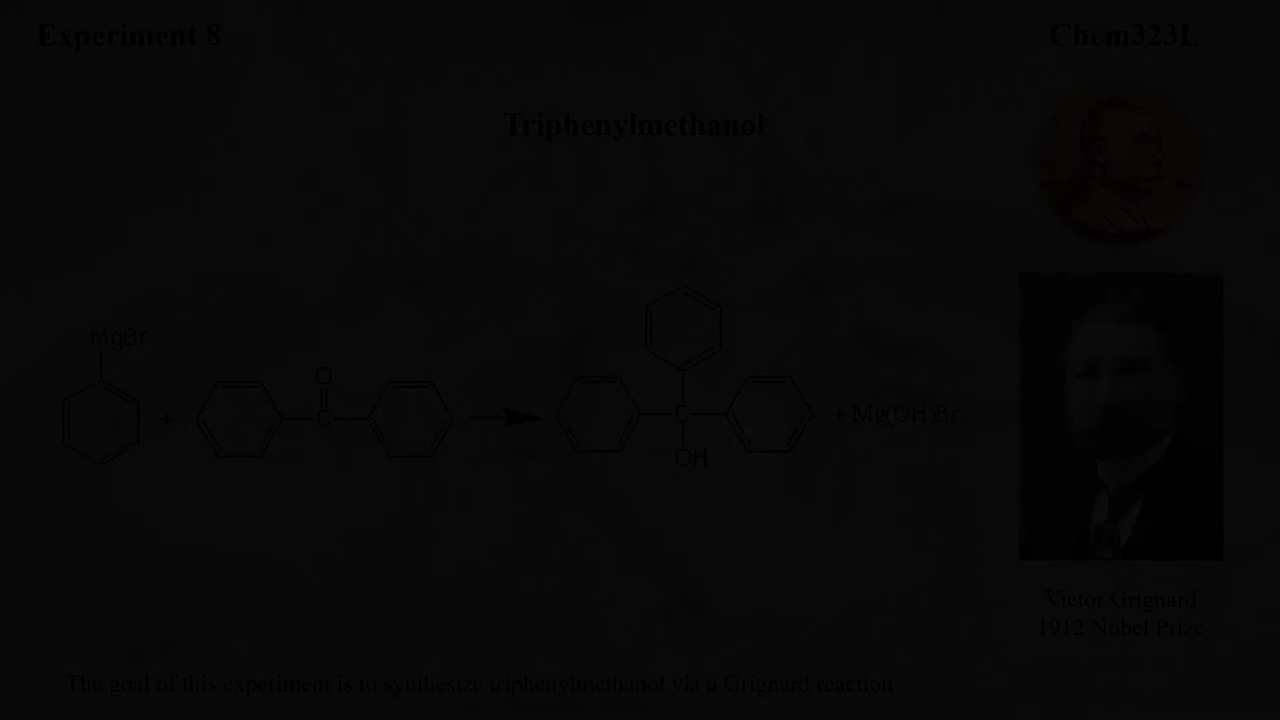 Experiment 8
Chem323L
Triphenylmethanol
MgBr
+
O
C
C
OH
+ Mg(OH)Br
Victor Grignard
1912 Nobel Prize
The goal of this experiment is to synthesize triphenylmethanol via a Grignard reaction